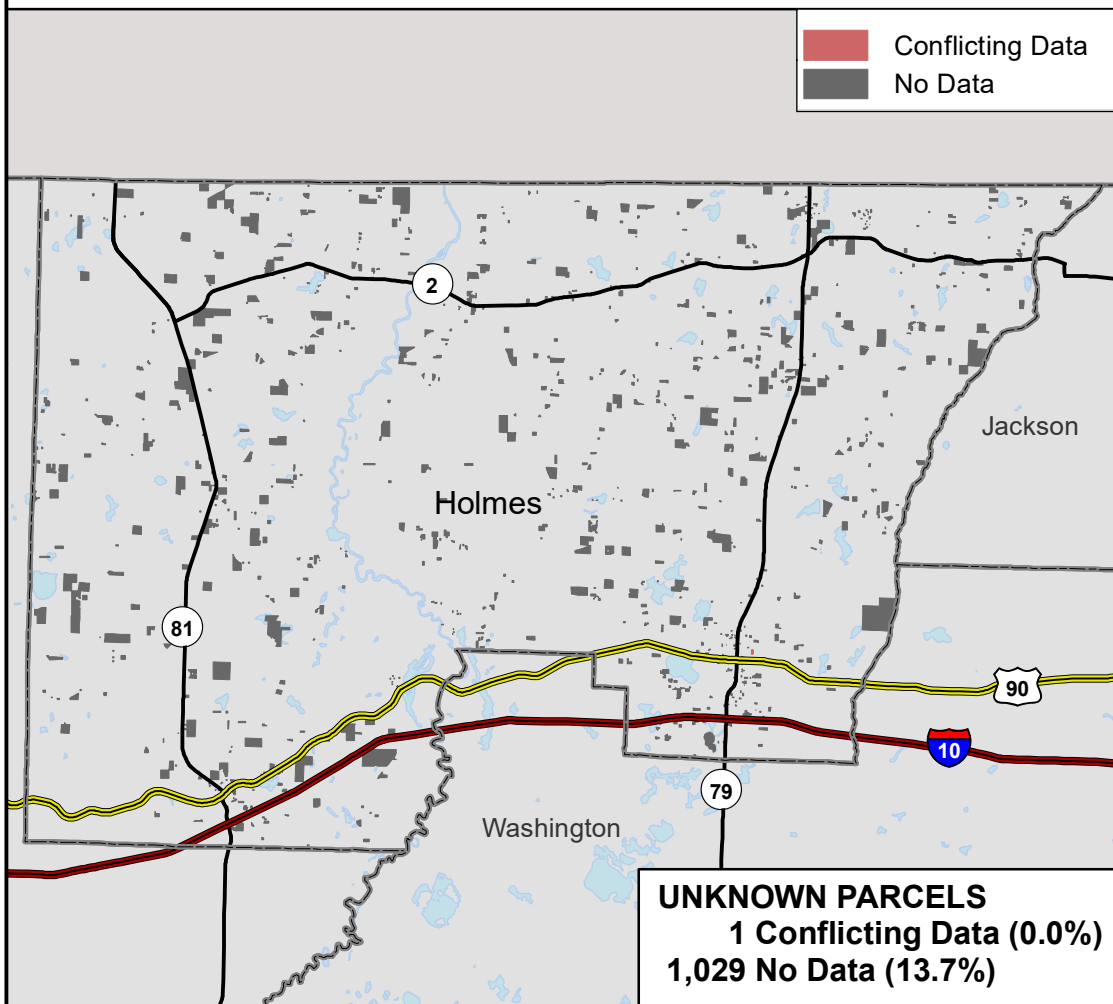 Conflicting Data
No Data
2
Jackson
Holmes
81
90
10
79
Washington
UNKNOWN PARCELS
1 Conflicting Data (0.0%)
1,029 No Data (13.7%)